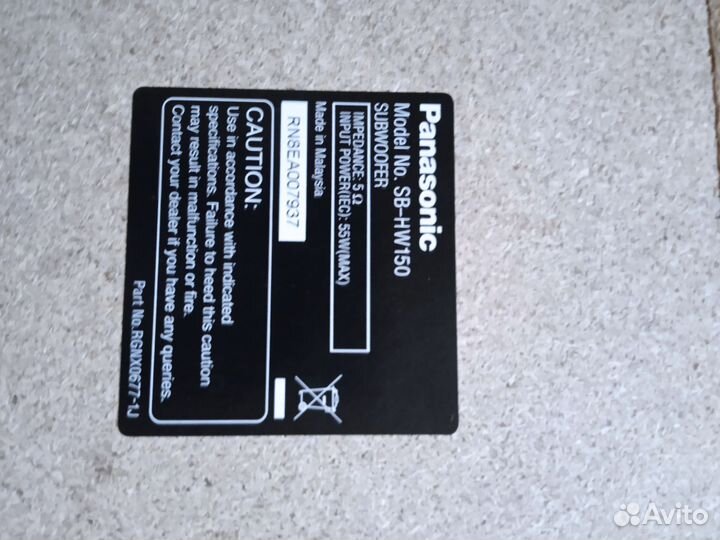 Panasonic
Model No. SB-HW150
SUBWOOFER
IMPEDANCE: 5 Ω
INPUT POWER(IEC): 55W(MAX)
Made in Malaysia
RN8EA007937
CAUTION:
Use in accordance with indicated
specifications. Failure to heed this caution
may result in malfunction or fire.
Contact your dealer if you have any queries.
Part No.RGNX0677-1J
Avito